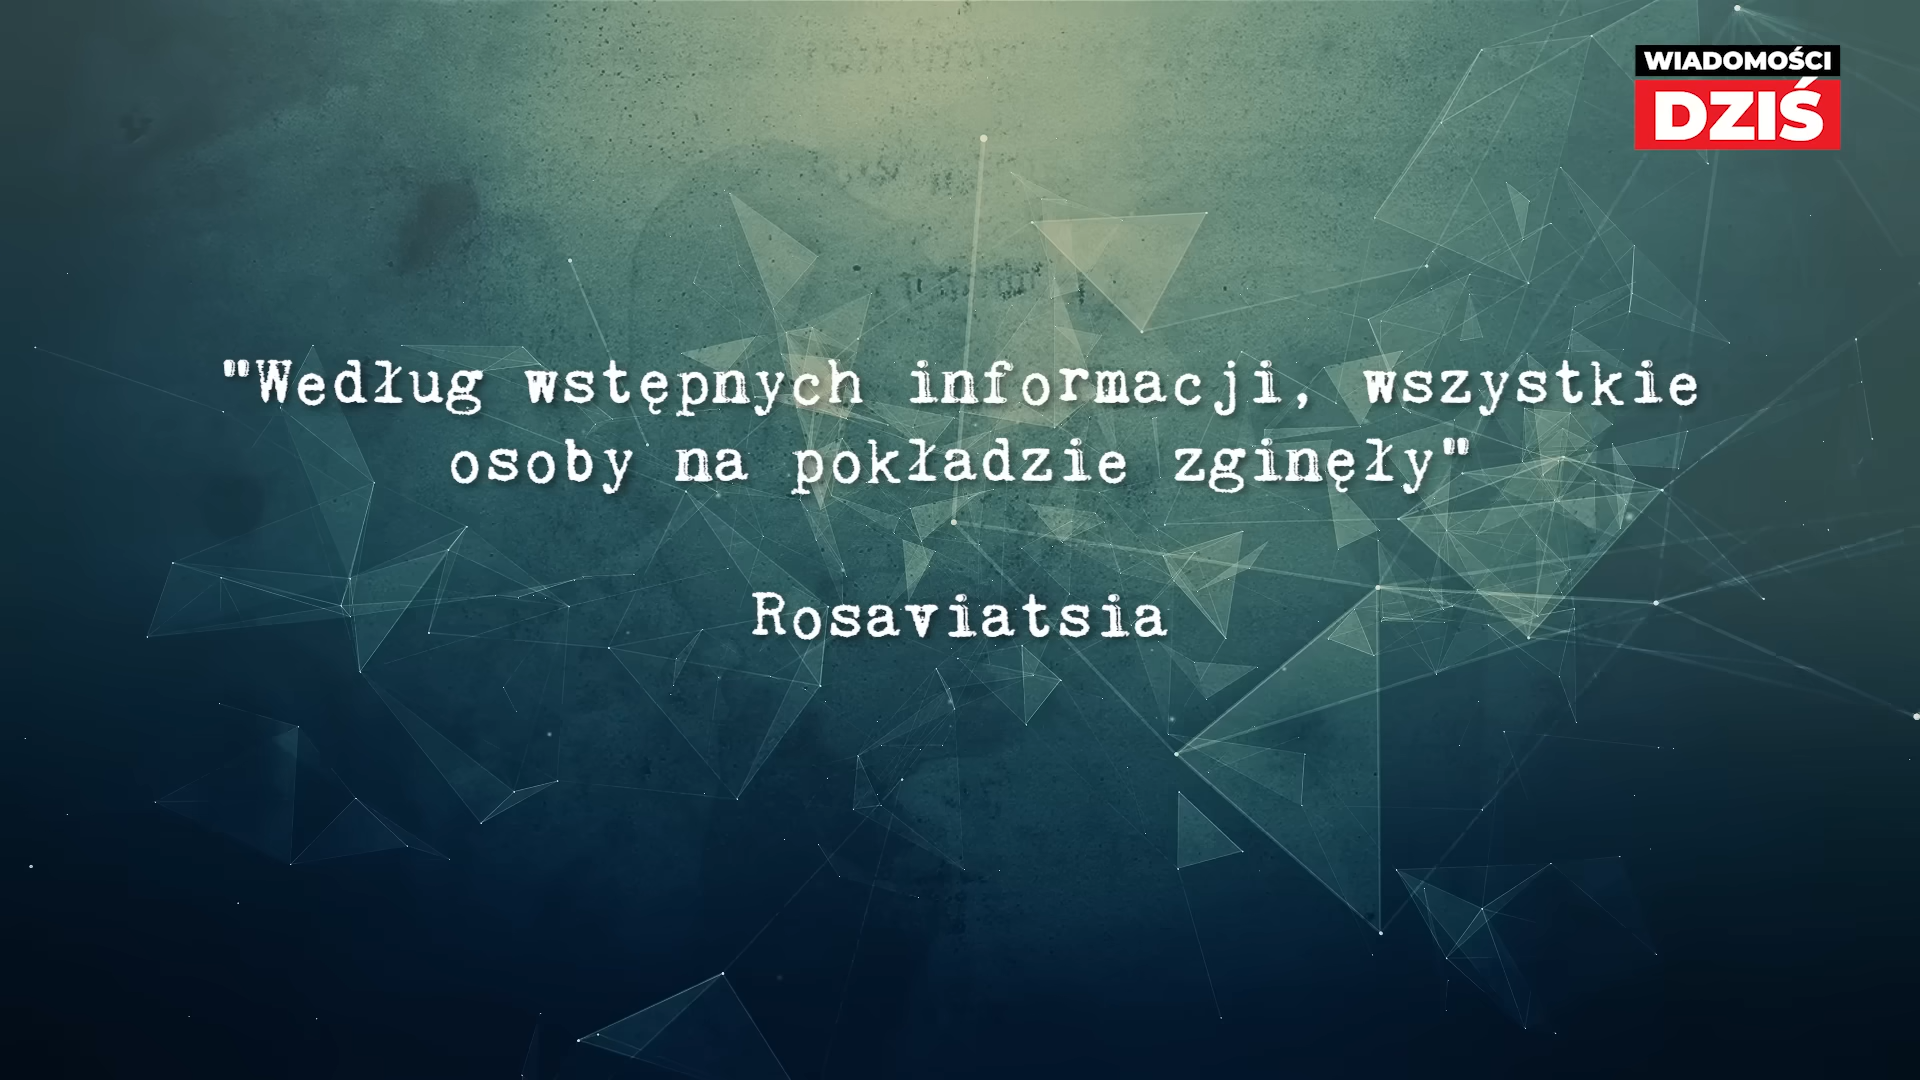 WIADOMOŚCI
DZIŚ
"Według wstępnych informacji, wszystkie
osoby na pokładzie zginęły"
Rosaviatsia